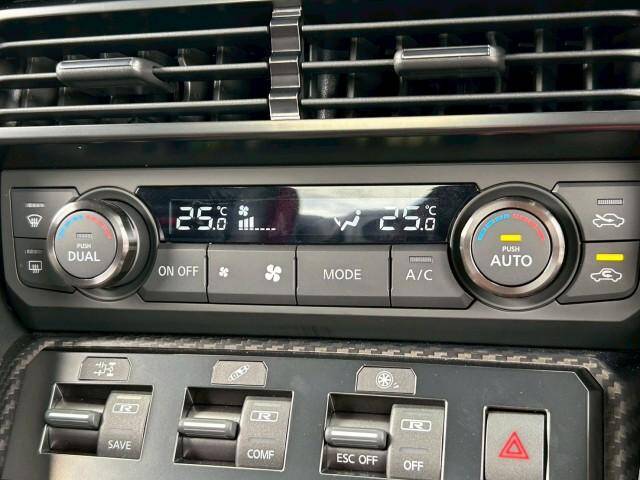 25.0°C
25.0°C
PUSH
DUAL
ON OFF
MODE
A/C
PUSH
AUTO
R
SAVE
R
COMF
ESC OFF
R
OFF